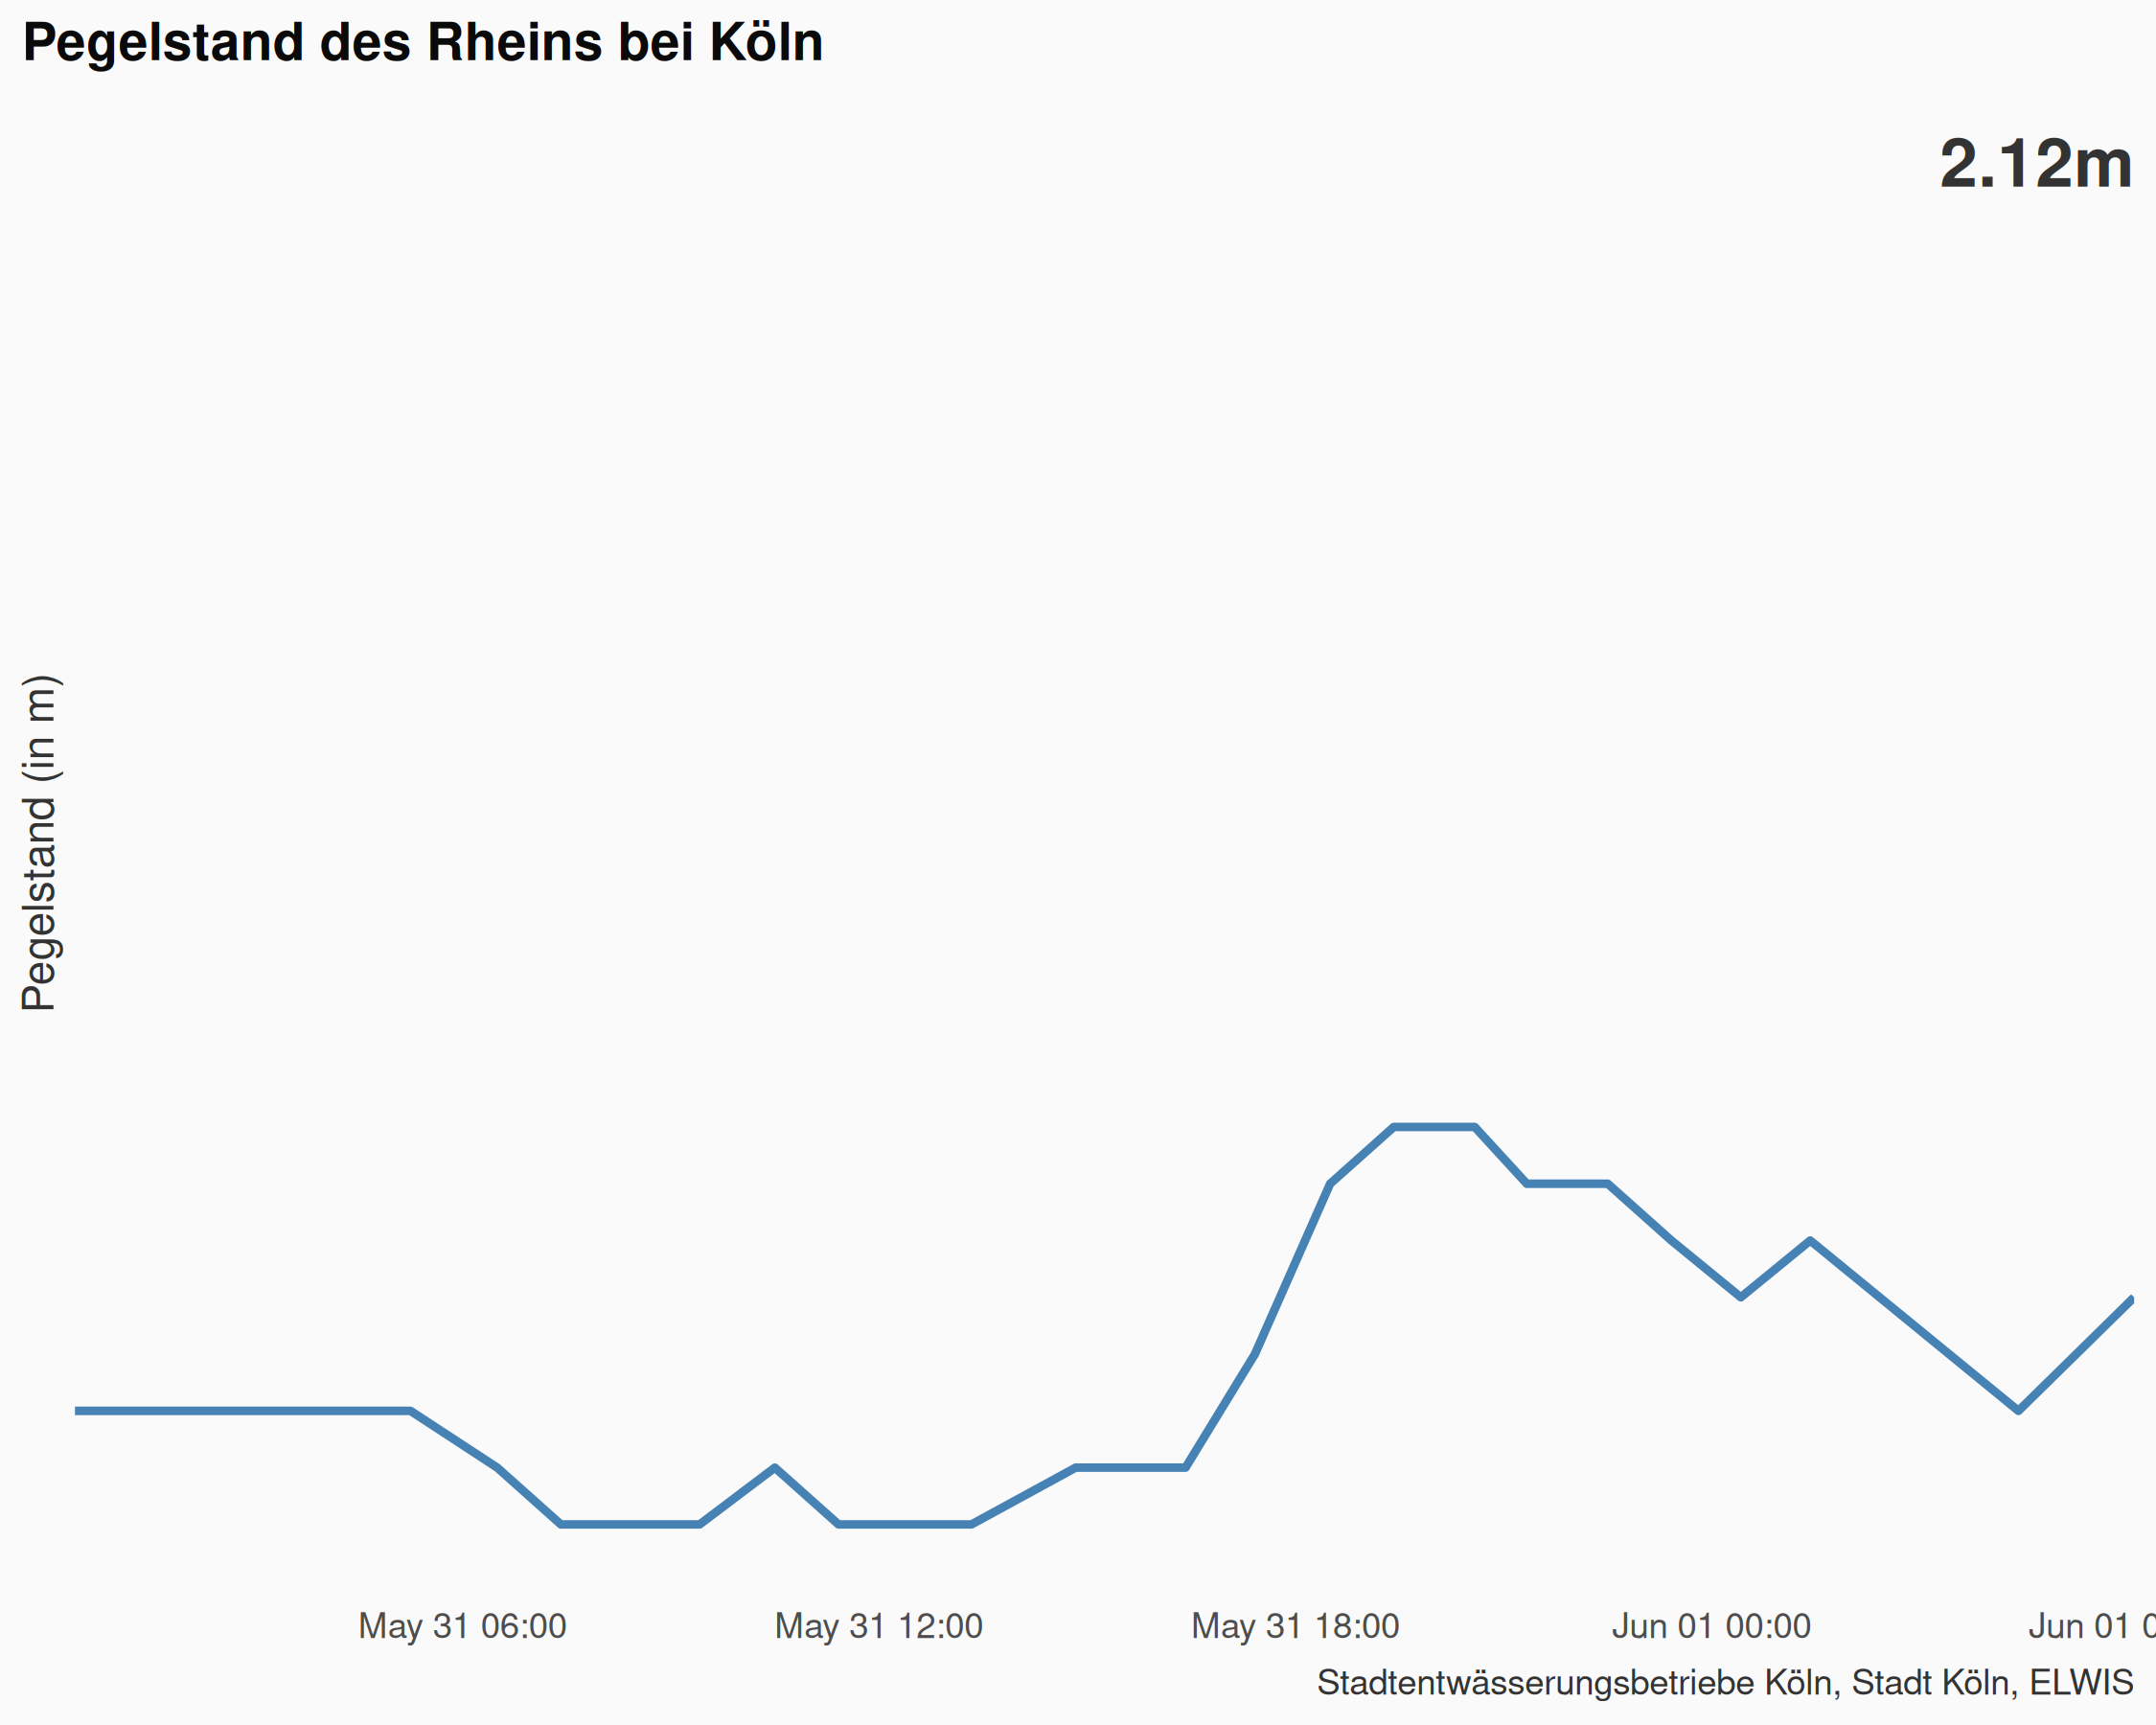 Pegelstand des Rheins bei Köln
2.12m
Pegelstand (in m)
May 31 06:00
May 31 12:00
May 31 18:00
Jun 01 00:00
Jun 01 0
Stadtentwässerungsbetriebe Köln, Stadt Köln, ELWIS